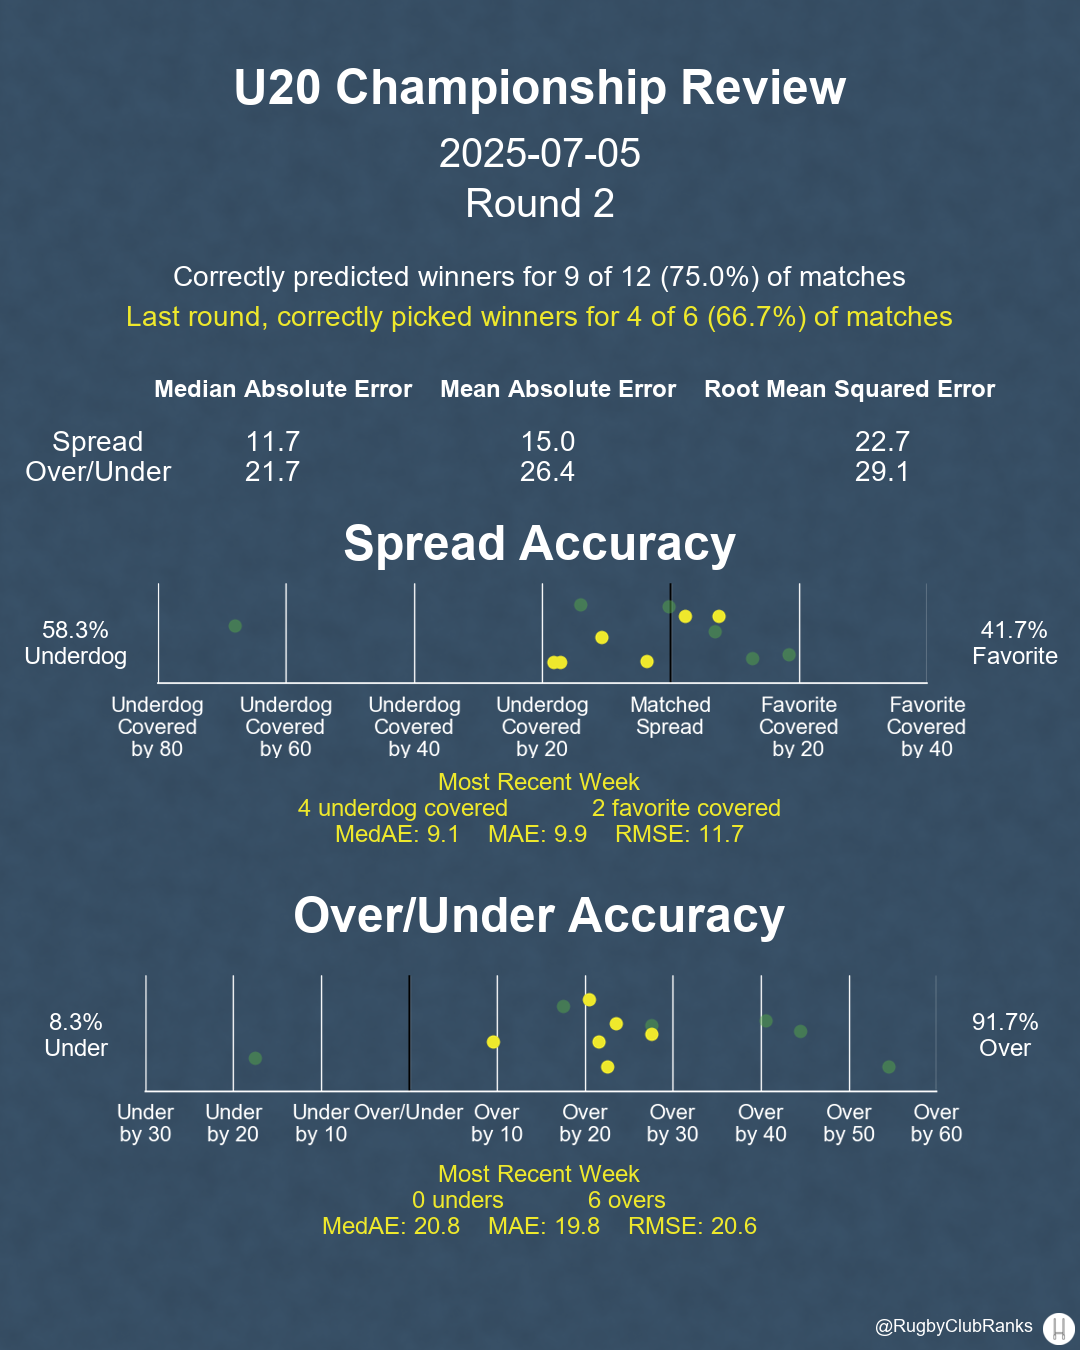 U20 Championship Review
2025-07-05
Round 2
Correctly predicted winners for 9 of 12 (75.0%) of matches
Last round, correctly picked winners for 4 of 6 (66.7%) of matches
Median Absolute Error Mean Absolute Error Root Mean Squared Error
Spread 11.7 15.0 22.7
Over/Under 21.7 26.4 29.1
Spread Accuracy
58.3%
Underdog
41.7%
Favorite
Underdog Covered by 80
Underdog Covered by 60
Underdog Covered by 40
Underdog Covered by 20
Matched Spread
Favorite Covered by 20
Favorite Covered by 40
Most Recent Week
4 underdog covered 2 favorite covered
MedAE: 9.1 MAE: 9.9 RMSE: 11.7
Over/Under Accuracy
8.3%
Under
91.7%
Over
Under by 30
Under by 20
Under by 10
Over/Under
Over by 10
Over by 20
Over by 30
Over by 40
Over by 50
Over by 60
Most Recent Week
0 unders 6 overs
MedAE: 20.8 MAE: 19.8 RMSE: 20.6
@RugbyClubRanks